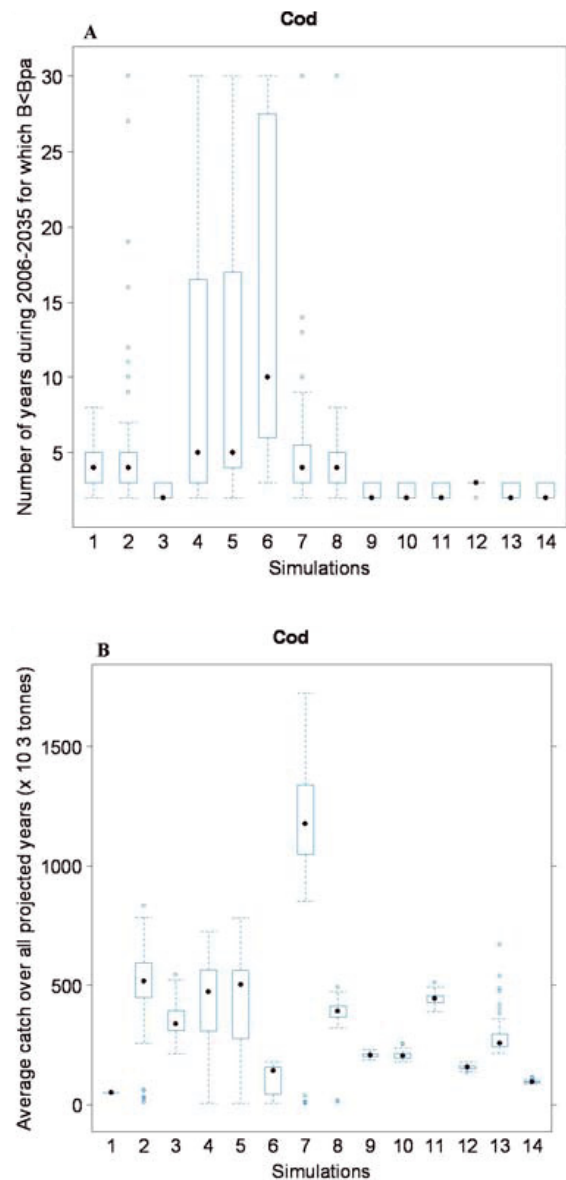 A
Cod
Number of years during 2006-2035 for which B<Bpa
30
25
20
15
10
5
1 2 3 4 5 6 7 8 9 10 11 12 13 14
Simulations
B
Cod
Average catch over all projected years (x 10 3 tonnes)
1500
1000
500
0
1 2 3 4 5 6 7 8 9 10 11 12 13 14
Simulations